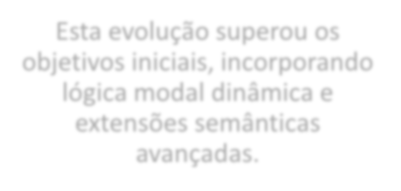 Esta evolução superou os
objetivos iniciais, incorporando
lógica modal dinâmica e
extensões semânticas
avançadas.